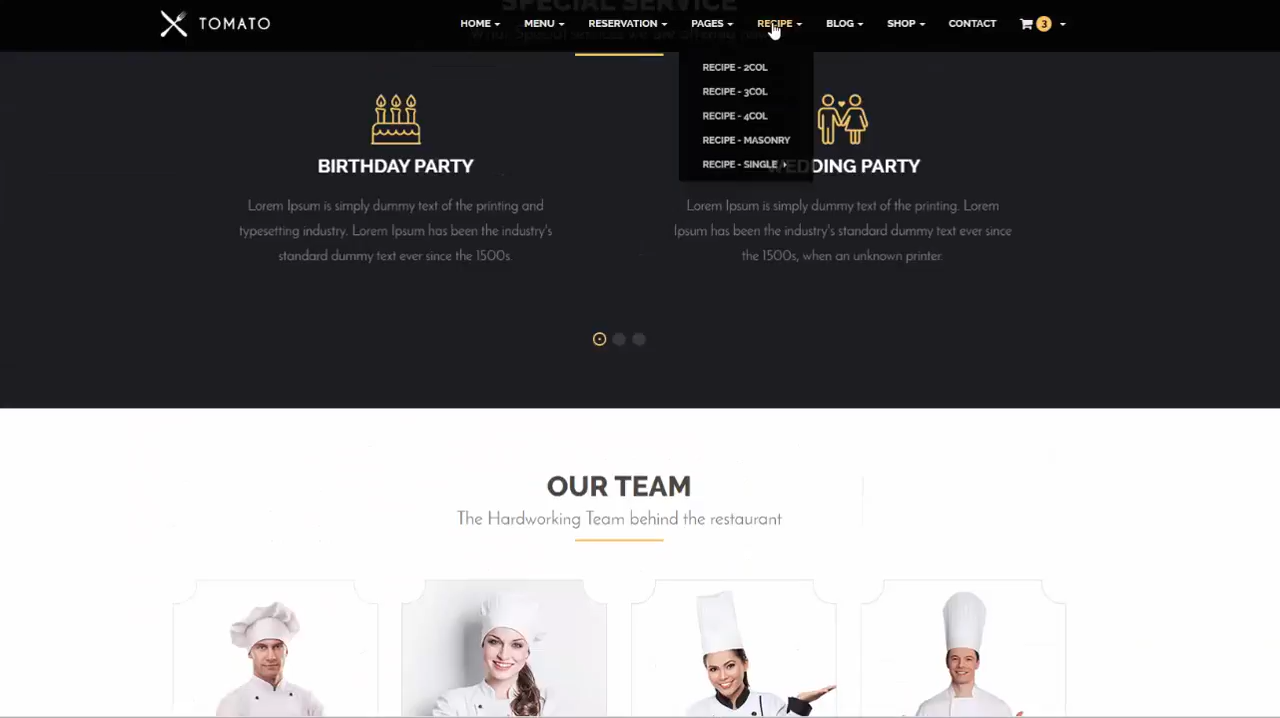 TOMATO
HOME MENU RESERVATION PAGES RECIPE BLOG SHOP CONTACT 3
SPECIAL SERVICE
RECIPE - 2COL
RECIPE - 3COL
RECIPE - 4COL
RECIPE - MASONRY
RECIPE - SINGLE
BIRTHDAY PARTY
Lorem Ipsum is simply dummy text of the printing and
typesetting industry. Lorem Ipsum has been the industry's
standard dummy text ever since the 1500s.
WEDDING PARTY
Lorem Ipsum is simply dummy text of the printing. Lorem
Ipsum has been the industry's standard dummy text ever since
the 1500s, when an unknown printer.
OUR TEAM
The Hardworking Team behind the restaurant